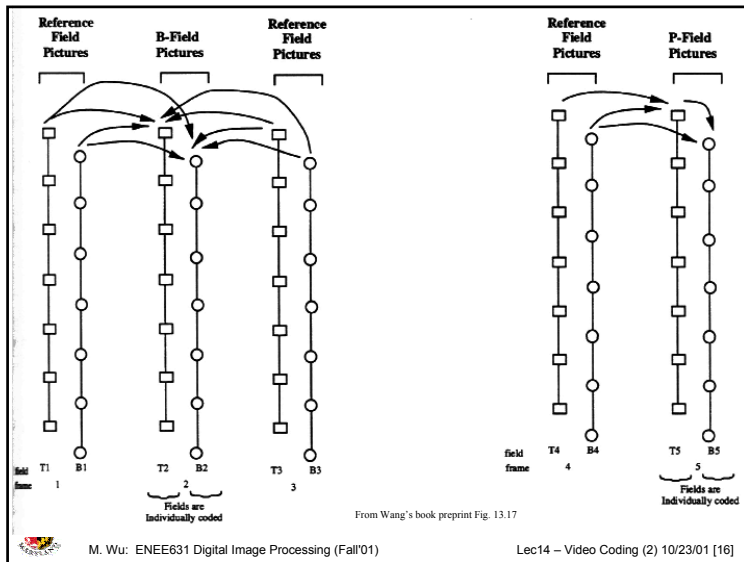 Reference
Field
Pictures
B-Field
Pictures
Reference
Field
Pictures
Reference
Field
Pictures
P-Field
Pictures
field T1 B1 T2 B2 T3 B3
frame 1 2 3
Fields are
Individually coded
field T4 B4 T5 B5
frame 4 5
Fields are
Individually coded
From Wang's book preprint Fig. 13.17
MARYLAND
M. Wu: ENEE631 Digital Image Processing (Fall'01)
Lec14 – Video Coding (2) 10/23/01 [16]